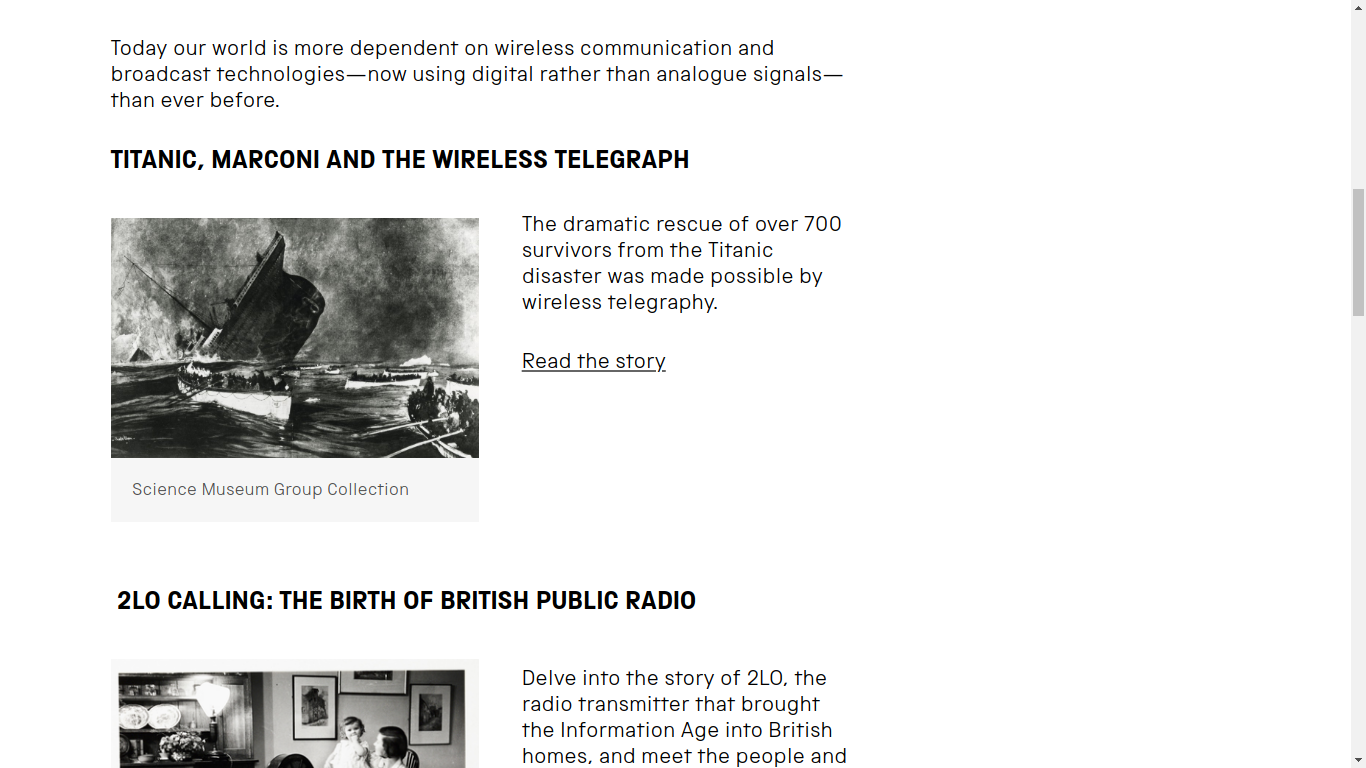 Today our world is more dependent on wireless communication and
broadcast technologies—now using digital rather than analogue signals—
than ever before.
TITANIC, MARCONI AND THE WIRELESS TELEGRAPH
The dramatic rescue of over 700
survivors from the Titanic
disaster was made possible by
wireless telegraphy.
Read the story
Science Museum Group Collection
2LO CALLING: THE BIRTH OF BRITISH PUBLIC RADIO
Delve into the story of 2LO, the
radio transmitter that brought
the Information Age into British
homes, and meet the people and